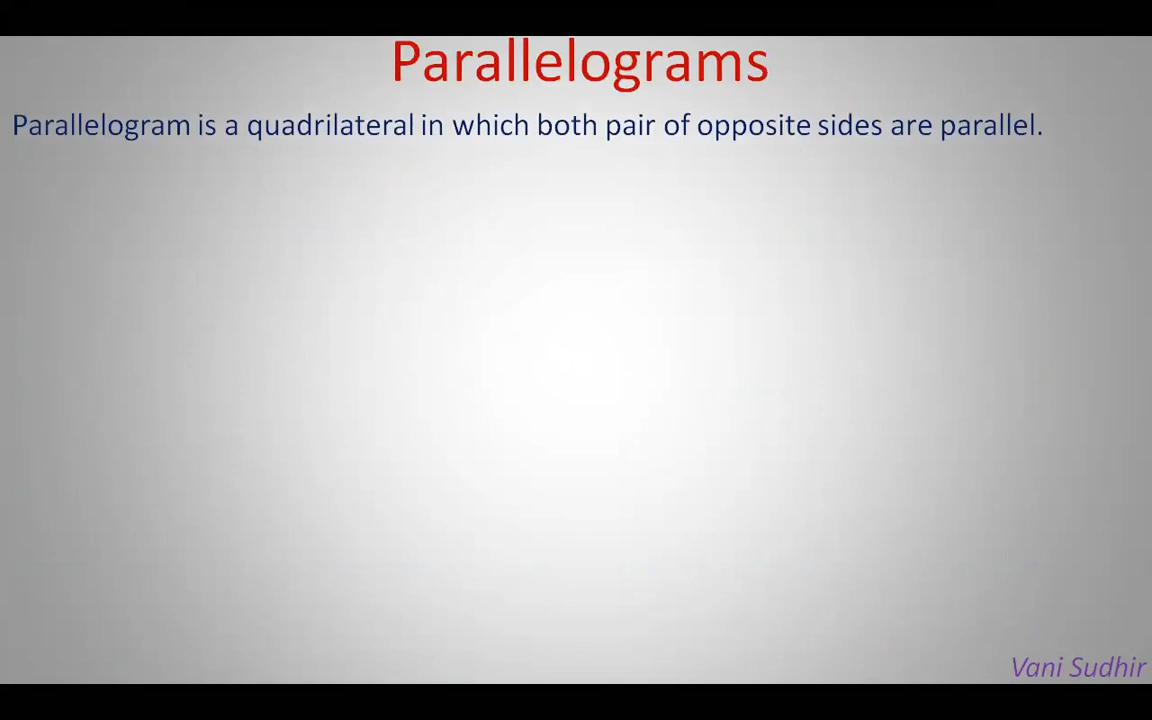 Parallelograms
Parallelogram is a quadrilateral in which both pair of opposite sides are parallel.
Vani Sudhir